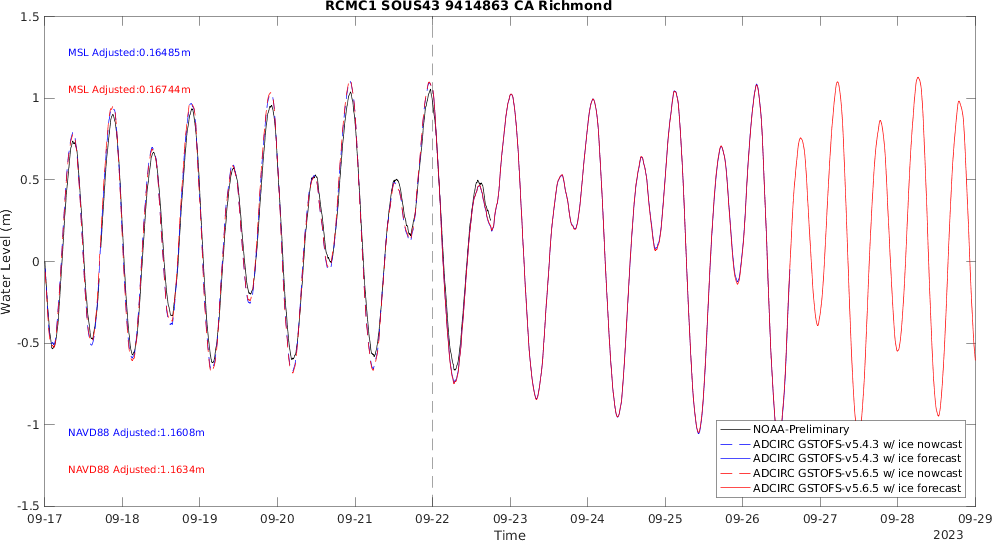 RCMC1 SOUS43 9414863 CA Richmond
1.5
MSL Adjusted:0.16485m
MSL Adjusted:0.16744m
1
0.5
0
-0.5
-1
-1.5
Water Level (m)
NAVD88 Adjusted:1.1608m
NAVD88 Adjusted:1.1634m
NOAA-Preliminary
ADCIRC GSTOFS-v5.4.3 w/ ice nowcast
ADCIRC GSTOFS-v5.4.3 w/ ice forecast
ADCIRC GSTOFS-v5.6.5 w/ ice nowcast
ADCIRC GSTOFS-v5.6.5 w/ ice forecast
09-17 09-18 09-19 09-20 09-21 09-22 09-23 09-24 09-25 09-26 09-27 09-28 09-29
Time
2023